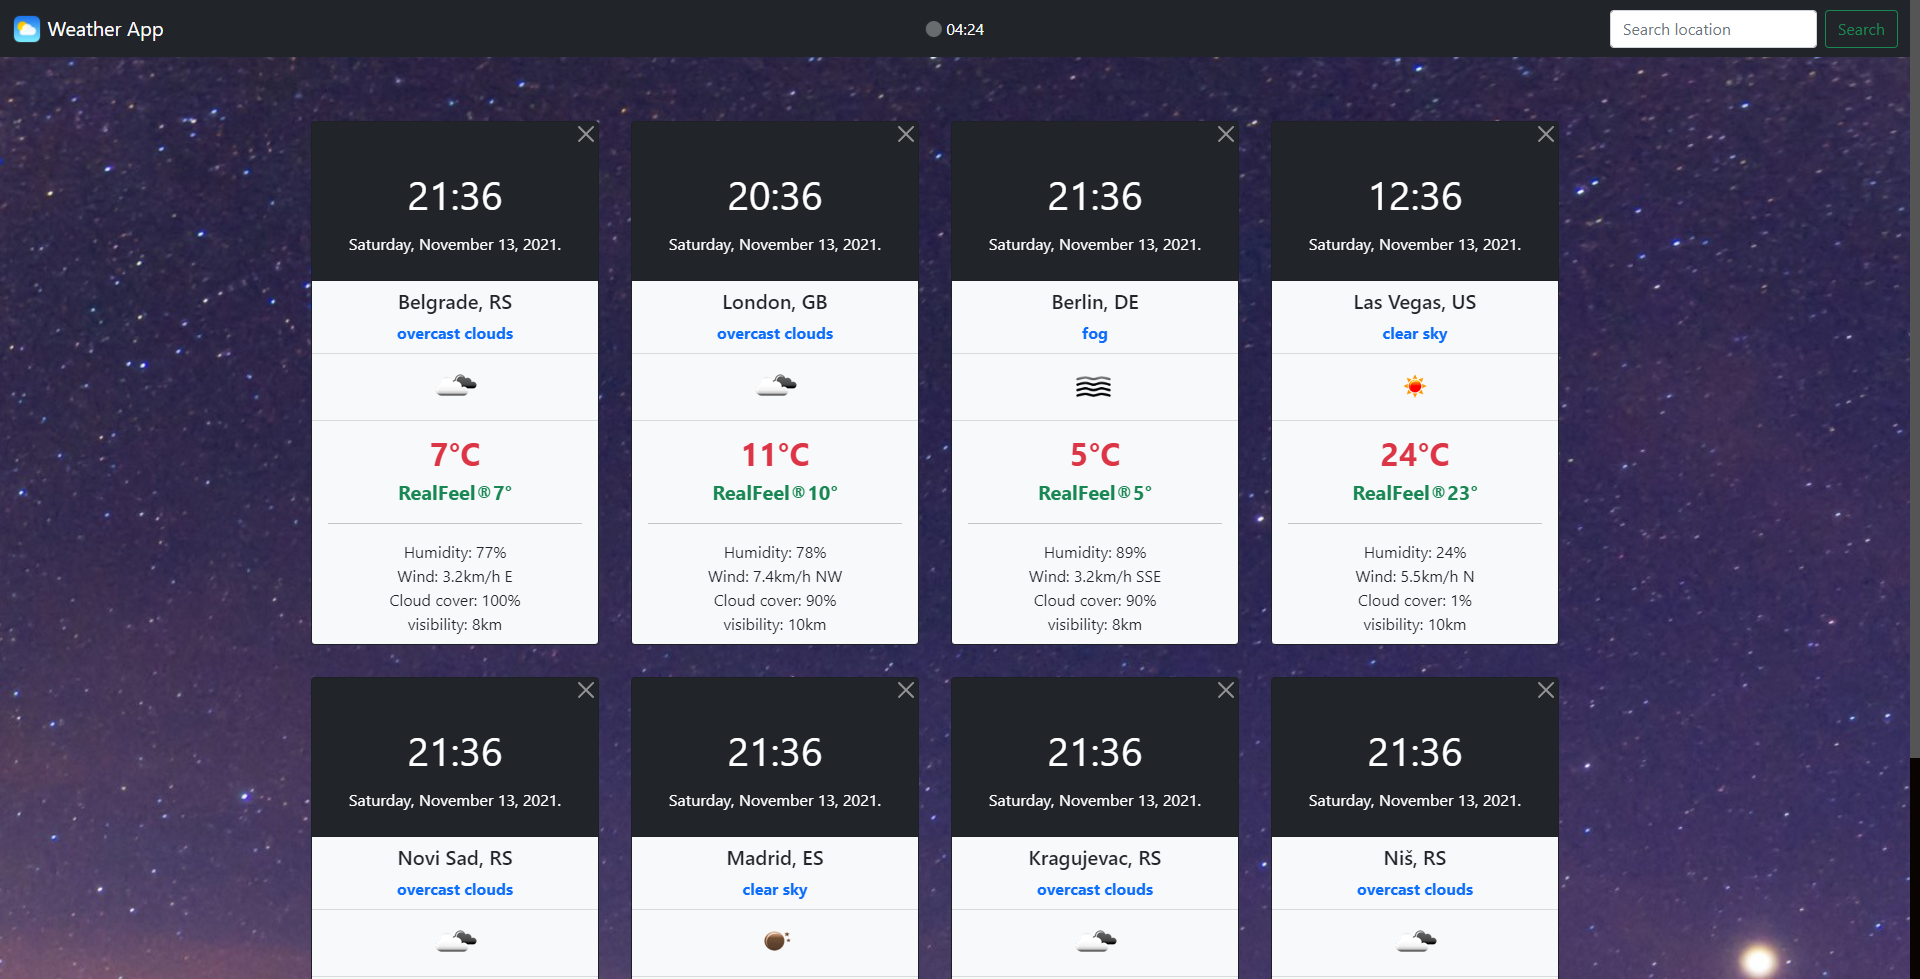 Weather App
04:24
Search location
Search
21:36
Saturday, November 13, 2021.
Belgrade, RS
overcast clouds
7°C
RealFeel®7°
Humidity: 77%
Wind: 3.2km/h E
Cloud cover: 100%
visibility: 8km
20:36
Saturday, November 13, 2021.
London, GB
overcast clouds
11°C
RealFeel®10°
Humidity: 78%
Wind: 7.4km/h NW
Cloud cover: 90%
visibility: 10km
21:36
Saturday, November 13, 2021.
Berlin, DE
fog
5°C
RealFeel®5°
Humidity: 89%
Wind: 3.2km/h SSE
Cloud cover: 90%
visibility: 8km
12:36
Saturday, November 13, 2021.
Las Vegas, US
clear sky
24°C
RealFeel®23°
Humidity: 24%
Wind: 5.5km/h N
Cloud cover: 1%
visibility: 10km
21:36
Saturday, November 13, 2021.
Novi Sad, RS
overcast clouds
21:36
Saturday, November 13, 2021.
Madrid, ES
clear sky
21:36
Saturday, November 13, 2021.
Kragujevac, RS
overcast clouds
21:36
Saturday, November 13, 2021.
Niš, RS
overcast clouds